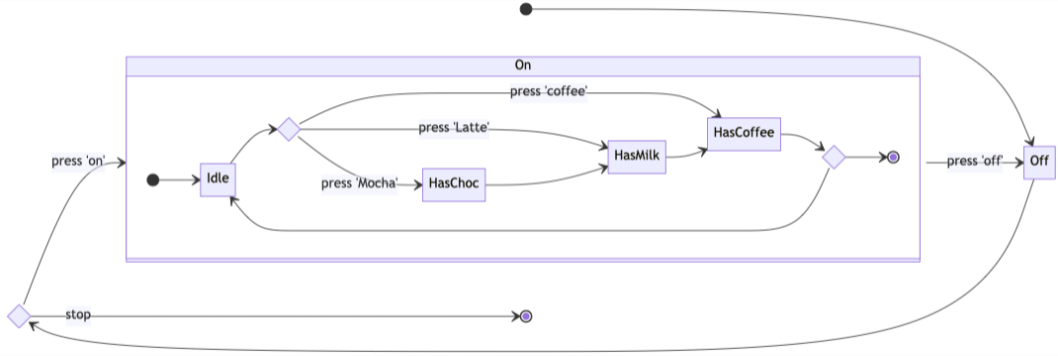 On
press 'coffee'
press 'Latte'
HasCoffee
HasMilk
press 'on'
press 'off'
Off
Idle
press 'Mocha'
HasChoc
stop